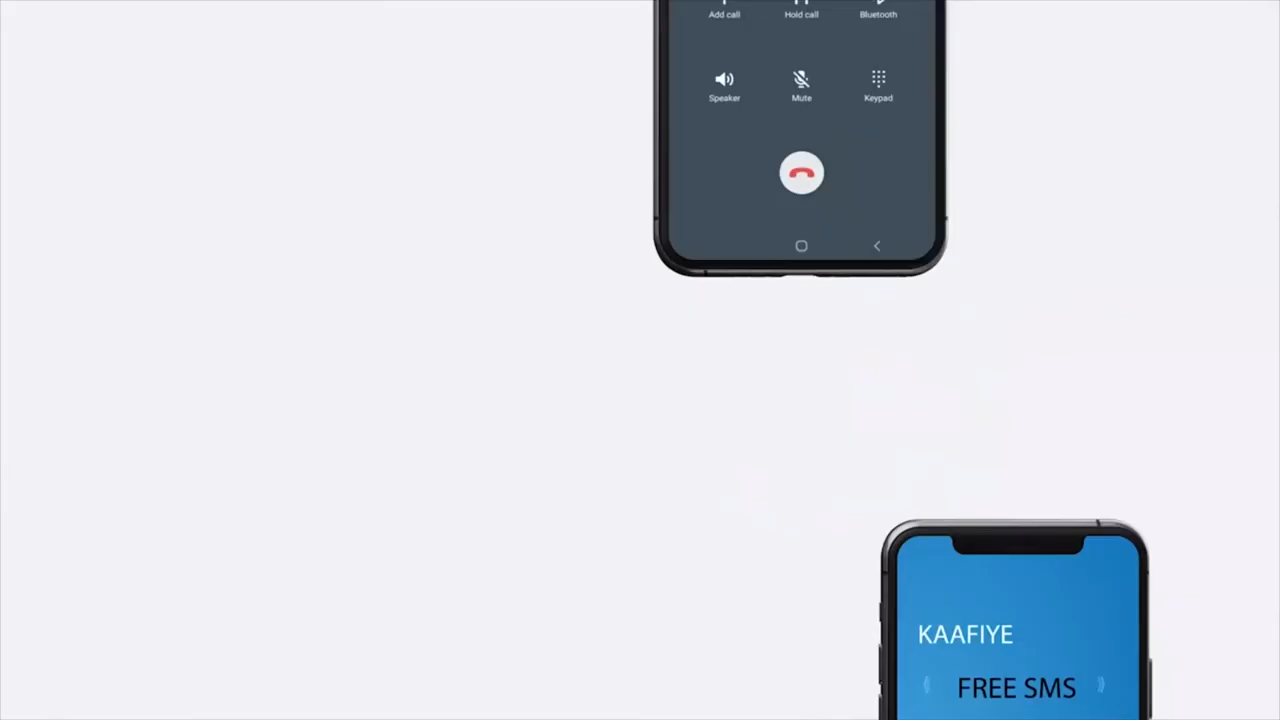 Add call Hold call Bluetooth
Speaker Mute Keypad
KAAFIYE
FREE SMS